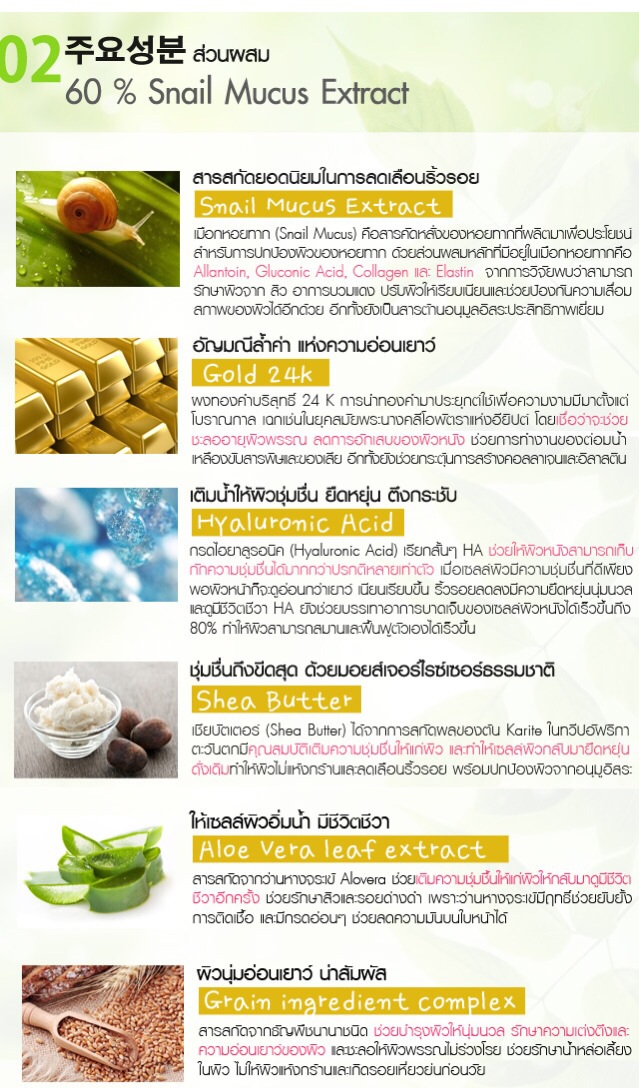 02 주요성분 ส่วนผสม
60 % Snail Mucus Extract
สารสกัดยอดนิยมในการลดเลือนริ้วรอย
Snail Mucus Extract
เมือกหอยทาก (Snail Mucus) คือสารคัดหลั่งของหอยทากที่ผลิตมาเพื่อประโยชน์
สำหรับการปกป้องผิวของหอยทาก ด้วยส่วนผสมหลักที่มีอยู่ในเมือกหอยทากคือ
Allantoin, Gluconic Acid, Collagen และ Elastin จากการวิจัยพบว่าสามารถ
รักษาผิวจาก สิว อาการบวมแดง ปรับผิวให้เรียบเนียนและช่วยป้องกันความเสื่อม
สภาพของผิวได้อีกด้วย อีกทั้งยังเป็นสารต้านอนุมูลอิสระประสิทธิภาพเยี่ยม
อัญมณีล้ำค่า แห่งความอ่อนเยาว์
Gold 24k
ผงทองคำบริสุทธิ์ 24 K การนำทองคำมาประยุกต์ใช้เพื่อความงามมีมาตั้งแต่
โบราณกาล เฉกเช่นในยุคสมัยพระนางคลีโอพัตราแห่งอียิปต์ โดยเชื่อว่าจะช่วย
ชะลออายุผิวพรรณ ลดการอักเสบของผิวหนัง ช่วยการทำงานของต่อมน้ำ
เหลืองขับสารพิษและของเสีย อีกทั้งยังช่วยกระตุ้นการสร้างคอลลาเจนและอิลาสติน
เติมน้ำให้ผิวชุ่มชื่น ยืดหยุ่น ตึงกระชับ
Hyaluronic Acid
กรดไฮยาลูรอนิค (Hyaluronic Acid) เรียกสั้นๆ HA ช่วยให้ผิวหนังสามารถเก็บ
กักความชุ่มชื่นได้มากกว่าปรกติหลายเท่าตัว เมื่อเซลล์ผิวมีความชุ่มชื่นที่ดีเพียง
พอผิวหน้าก็จะดูอ่อนกว่าเยาว์ เนียนเรียบขึ้น ริ้วรอยลดลงมีความยืดหยุ่นนุ่มนวล
และดูมีชีวิตชีวา HA ยังช่วยบรรเทาอาการบาดเจ็บของเซลล์ผิวหนังได้เร็วขึ้นถึง
80% ทำให้ผิวสามารถสมานและฟื้นฟูตัวเองได้เร็วขึ้น
ชุ่มชื่นถึงขีดสุด ด้วยมอยส์เจอร์ไรซ์เซอร์ธรรมชาติ
Shea Butter
เชียบัตเตอร์ (Shea Butter) ได้จากการสกัดผลของต้น Karite ในทวีปอัฟริกา
ตะวันตกมีคุณสมบัติเติมความชุ่มชื่นให้แก่ผิว และทำให้เซลล์ผิวกลับมายืดหยุ่น
ดั่งเดิมทำให้ผิวไม่แห้งกร้านและลดเลือนริ้วรอย พร้อมปกป้องผิวจากอนุมูอิสระ
ให้เซลล์ผิวอิ่มน้ำ มีชีวิตชีวา
Aloe Vera leaf extract
สารสกัดจากว่านหางจระเข้ Alovera ช่วยเติมความชุ่มชื้นให้แก่ผิวให้กลับมาดูมีชีวิต
ชีวาอีกครั้ง ช่วยรักษาสิวและรอยด่างดำ เพราะว่านหางจระเข้มีฤทธิ์ช่วยยับยั้ง
การติดเชื้อ และมีกรดอ่อนๆ ช่วยลดความมันบนใบหน้าได้
ผิวนุ่มอ่อนเยาว์ น่าสัมผัส
Grain ingredient complex
สารสกัดจากธัญพืชนานาชนิด ช่วยบำรุงผิวให้นุ่มนวล รักษาความเต่งตึงและ
ความอ่อนเยาว์ของผิว และชะลอให้ผิวพรรณไม่ร่วงโรย ช่วยรักษาน้ำหล่อเลี้ยง
ในผิว ไม่ให้ผิวแห้งกร้านและเกิดรอยเหี่ยวย่นก่อนวัย